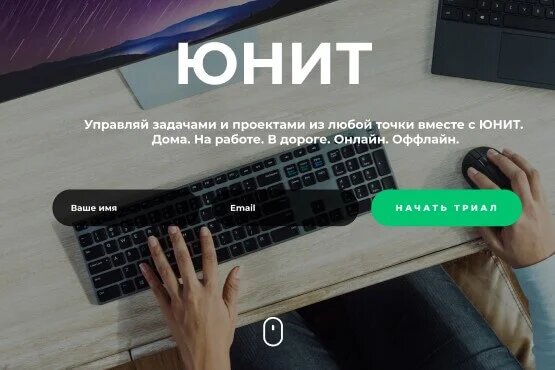 ЮНИТ
Управляй задачами и проектами из любой точки вместе с ЮНИТ.
Дома. На работе. В дороге. Онлайн. Оффлайн.
Ваше имя
Email
НАЧАТЬ ТРИАЛ